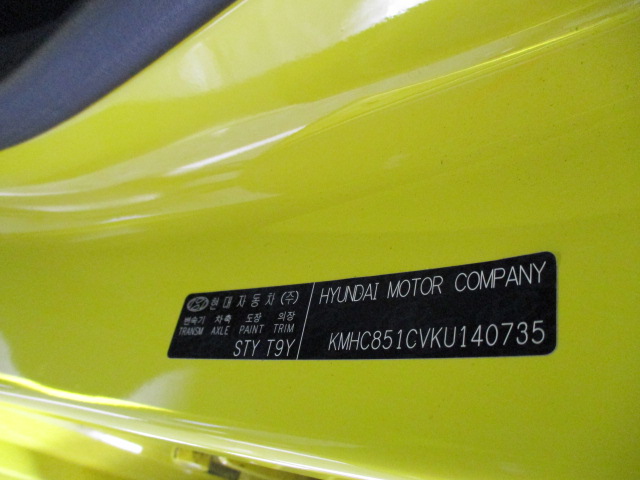 현대자동차(주)
변속기 차축 도장 의장
TRANSM AXLE PAINT TRIM
STY T9Y
HYUNDAI MOTOR COMPANY
KMHC851CVKU140735